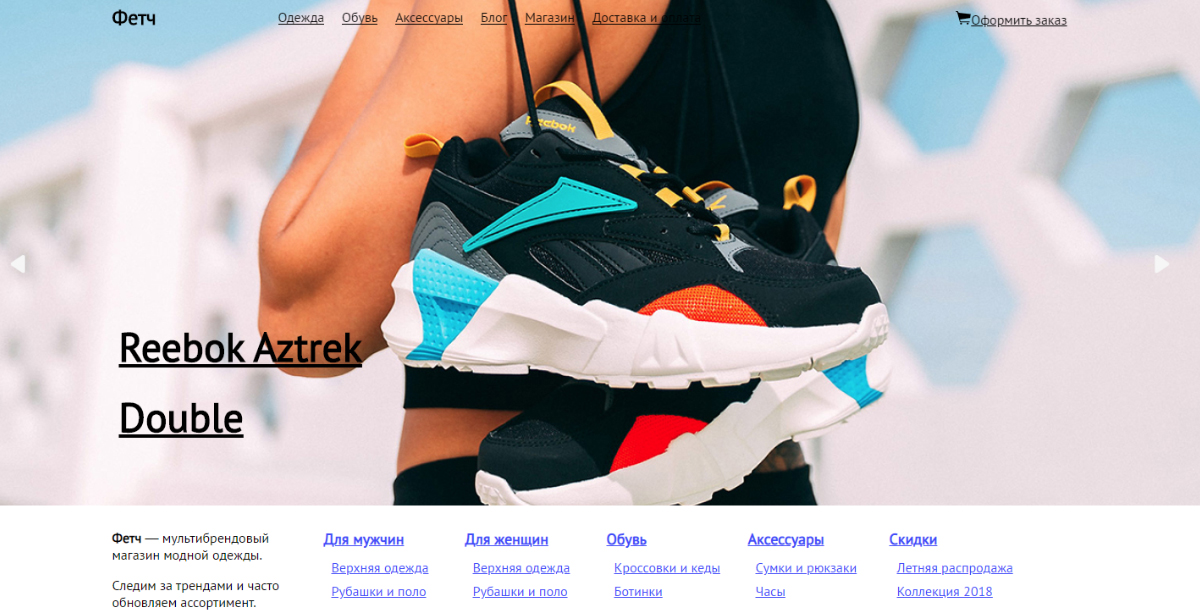 Фетч
Одежда Обувь Аксессуары Блог Магазин Доставка и оплата
Оформить заказ
Reebok
Reebok Aztrek
Double
Фетч — мультибрендовый
магазин модной одежды.
Следим за трендами и часто
обновляем ассортимент.
Для мужчин
Верхняя одежда
Рубашки и поло
Для женщин
Верхняя одежда
Рубашки и поло
Обувь
Кроссовки и кеды
Ботинки
Аксессуары
Сумки и рюкзаки
Часы
Скидки
Летняя распродажа
Коллекция 2018